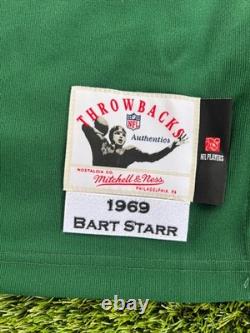 THROWBACKS
NFL
Authentics
NOSTALGIA CO.
Mitchell & Ness
PHILADELPHIA, PA
NFL PLAYERS
1969
BART STARR